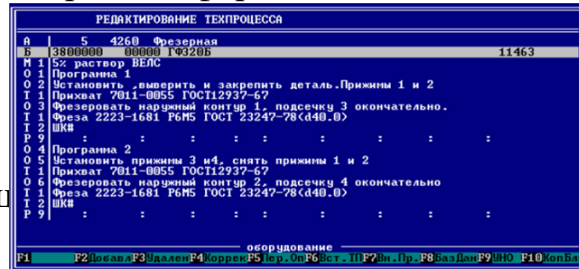 РЕДАКТИРОВАНИЕ ТЕХПРОЦЕССА
А 5 4260 Фрезерная
Б 3800000 00000 ГФ320Б 11463
М 1 5% раствор ВЕЛС
О 1 Программа 1
О 2 Установить ,выверить и закрепить деталь.Прижимы 1 и 2
Т 1 Прихват 7011-0055 ГОСТ12937-67
О 3 Фрезеровать наружный контур 1, подсечку 3 окончательно.
Т 1 Фреза 2223-1681 Р6М5 ГОСТ 23247-78(d40.0)
Т 2 ШК#
Р 9 : : : : : : :
О 4 Программа 2
О 5 Установить прижимы 3 и4, снять прижимы 1 и 2
Т 1 Прихват 7011-0055 ГОСТ12937-67
О 6 Фрезеровать наружный контур 2, подсечку 4 окончательно
Т 1 Фреза 2223-1681 Р6М5 ГОСТ 23247-78(d40.0)
Т 2 ШК#
Р 9 : : : : : : :
оборудование
F1 F2Добавл F3Удален F4Коррек F5Пер.Оп F6Вст.ТП F7Вн.Пр. F8БазДан F9УНО F10КопБл